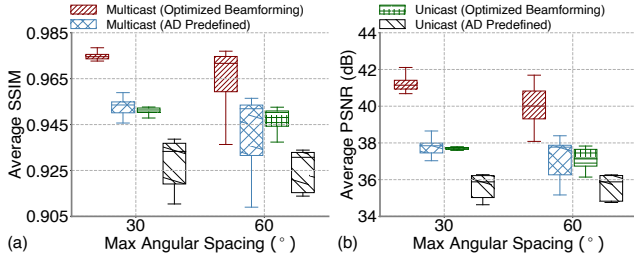 Multicast (Optimized Beamforming)
Multicast (AD Predefined)
Unicast (Optimized Beamforming)
Unicast (AD Predefined)
Average SSIM
0.985
0.965
0.945
0.925
0.905
30
60
Max Angular Spacing (°)
(a)
Average PSNR (dB)
42
40
38
36
34
30
60
Max Angular Spacing (°)
(b)